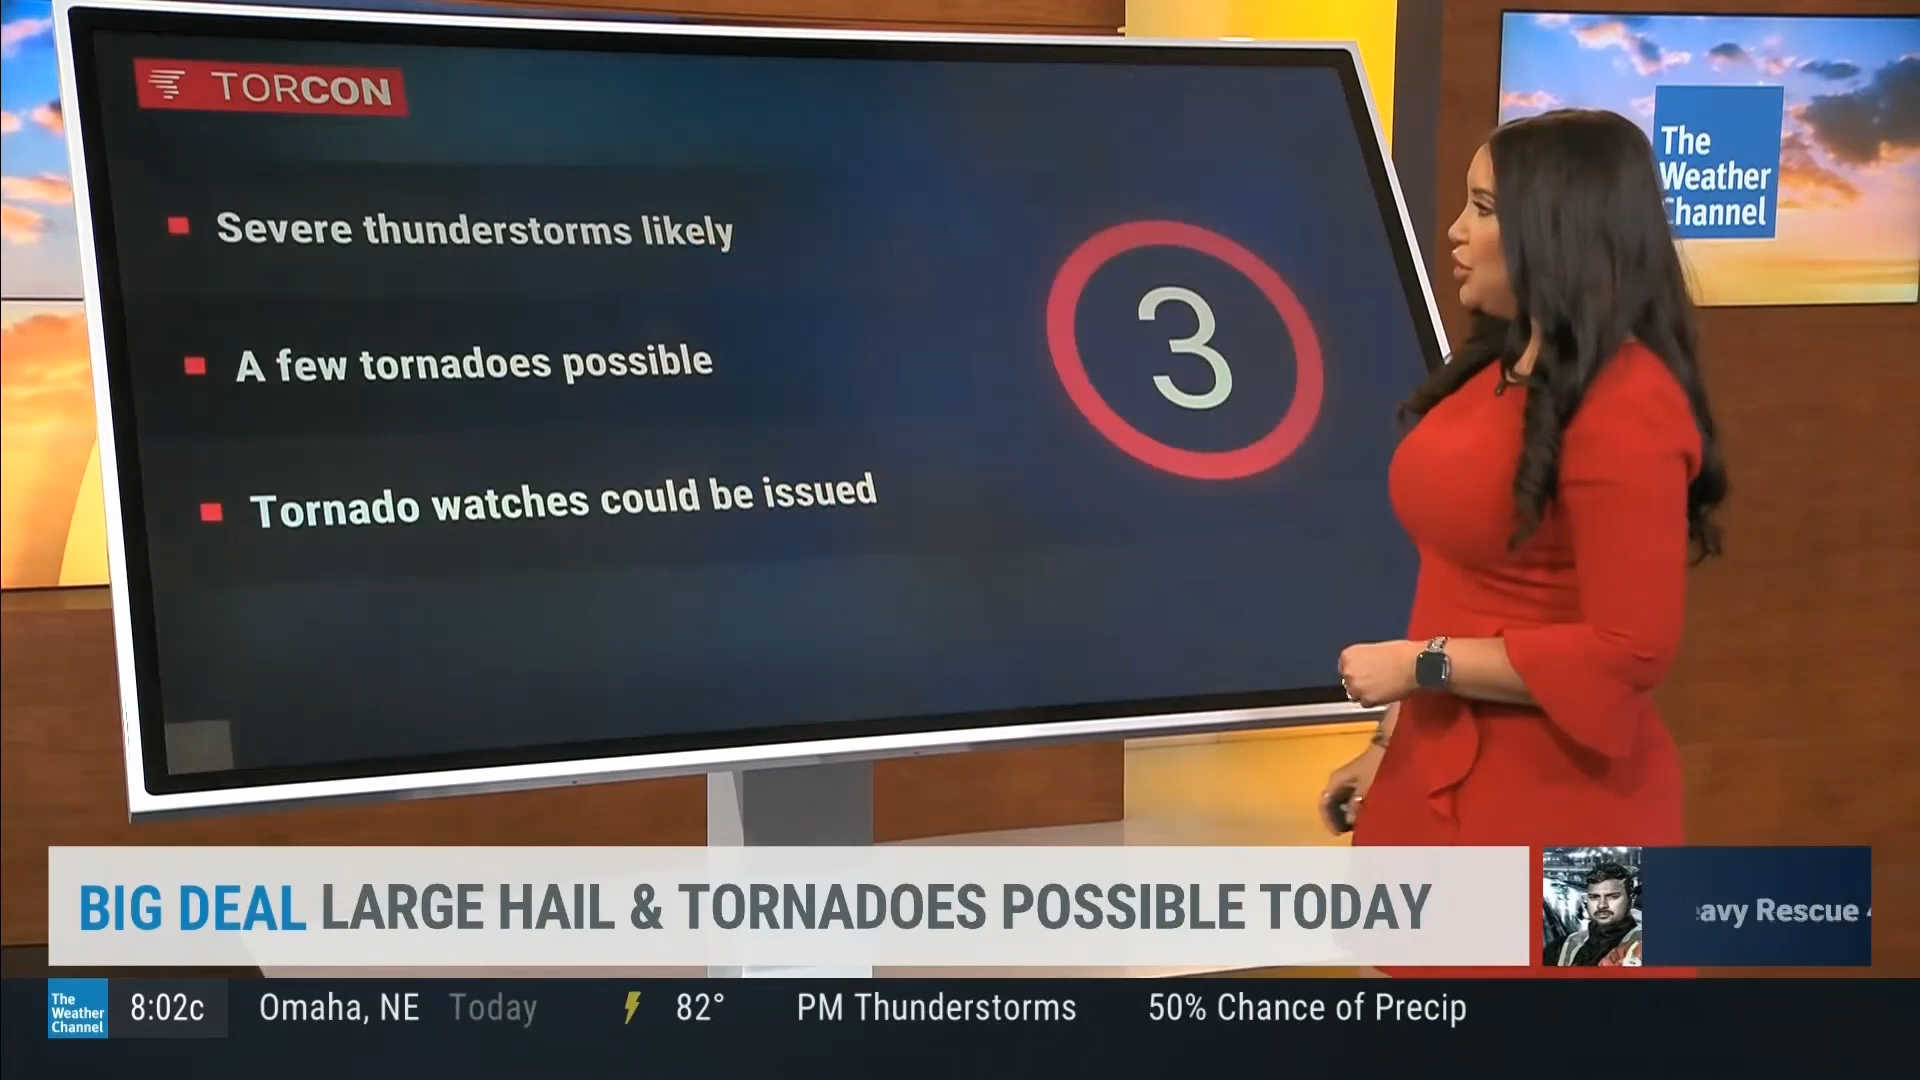 TORCON
Severe thunderstorms likely
A few tornadoes possible
Tornado watches could be issued
3
The
Weather
Channel
BIG DEAL LARGE HAIL & TORNADOES POSSIBLE TODAY
avy Rescue
The
Weather
Channel
8:02c
Omaha, NE Today 82° PM Thunderstorms 50% Chance of Precip